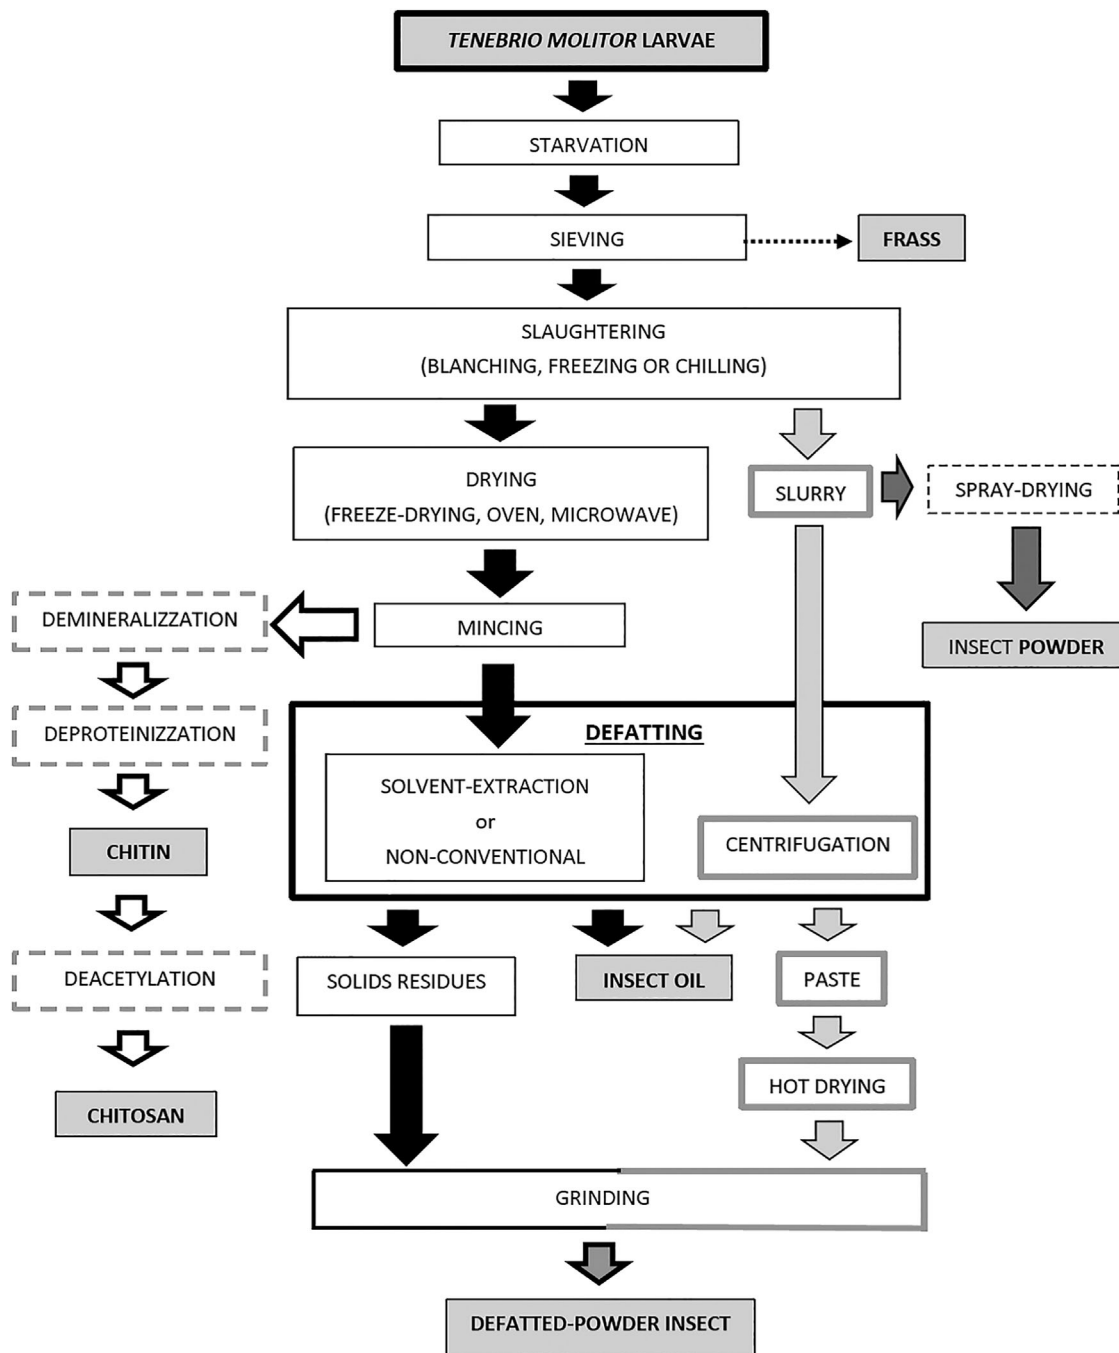 TENEBRIO MOLITOR LARVAE
STARVATION
SIEVING
FRASS
SLAUGHTERING
(BLANCHING, FREEZING OR CHILLING)
DRYING
(FREEZE-DRYING, OVEN, MICROWAVE)
SLURRY
SPRAY-DRYING
DEMINERALIZZATION
MINCING
INSECT POWDER
DEPROTEINIZZATION
DEFATTING
SOLVENT-EXTRACTION
or
NON-CONVENTIONAL
CENTRIFUGATION
CHITIN
DEACETYLATION
SOLIDS RESIDUES
INSECT OIL
PASTE
HOT DRYING
CHITOSAN
GRINDING
DEFATTED-POWDER INSECT